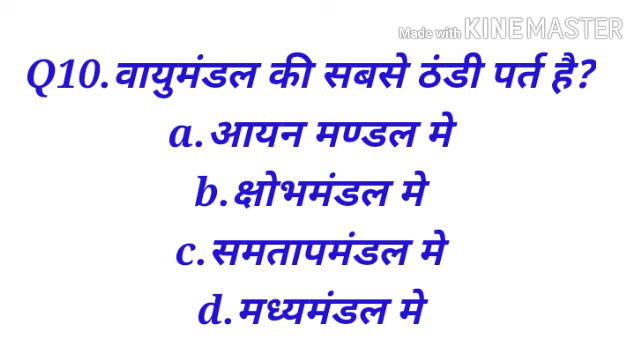 Made with KINEMASTER
Q10.वायुमंडल की सबसे ठंडी पर्त है?
a.आयन मण्डल मे
b.क्षोभमंडल मे
c.समतापमंडल मे
d.मध्यमंडल मे